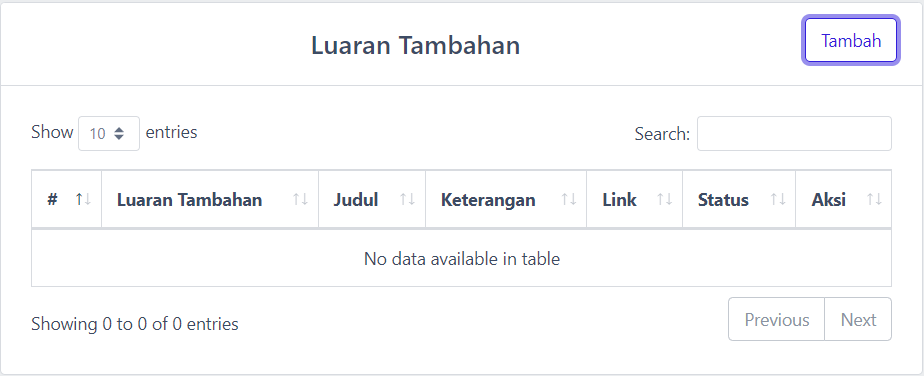 Luaran Tambahan
Tambah
Show 10 entries
Search:
# Luaran Tambahan Judul Keterangan Link Status Aksi
No data available in table
Showing 0 to 0 of 0 entries
Previous Next